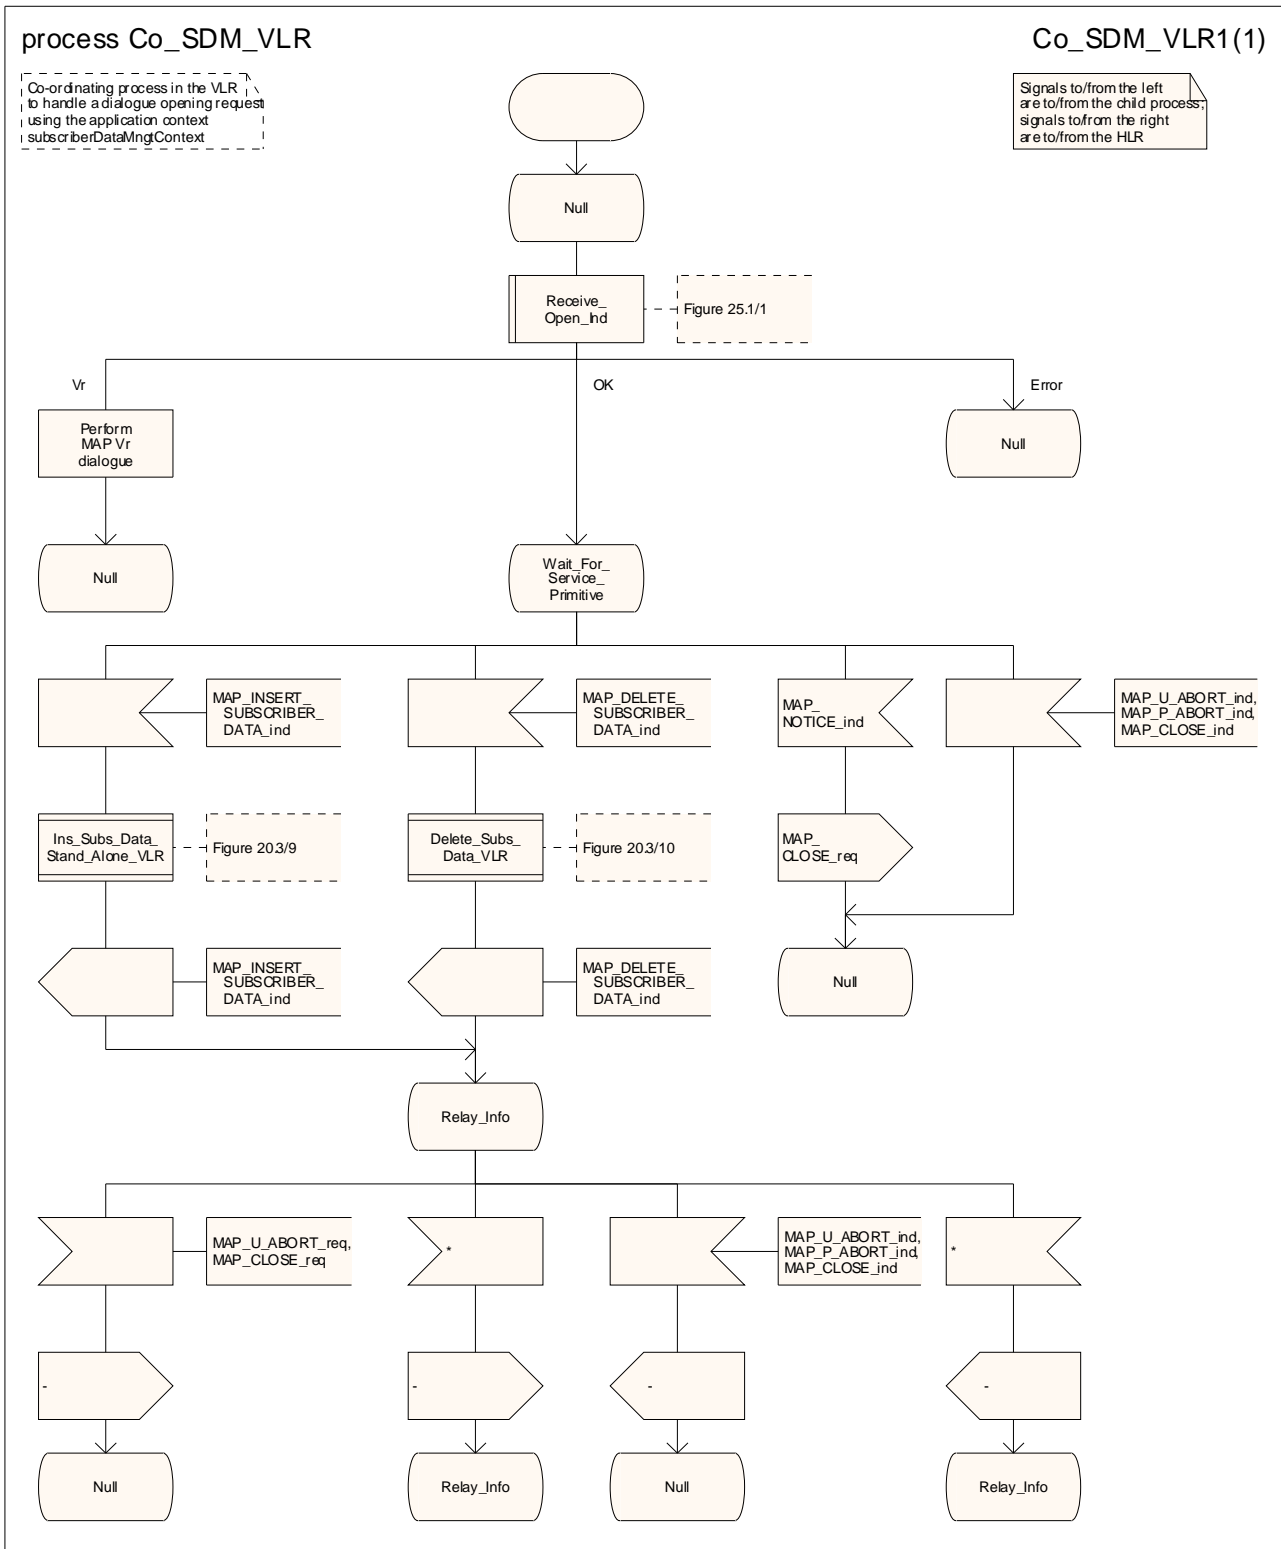 process Co_SDM_VLR
Co_SDM_VLR1(1)
Co-ordinating process in the VLR
to handle a dialogue opening request
using the application context
subscriberDataMngtContext
Signals to/from the left
are to/from the child process;
signals to/from the right
are to/from the HLR
Null
Receive_
Open_Ind
Figure 25.1/1
Vr
OK
Error
Perform
MAP Vr
dialogue
Null
Null
Wait_For_
Service_
Primitive
MAP_INSERT_
SUBSCRIBER_
DATA_ind
MAP_DELETE_
SUBSCRIBER_
DATA_ind
MAP_
NOTICE_ind
MAP_U_ABORT_ind,
MAP_P_ABORT_ind,
MAP_CLOSE_ind
Ins_Subs_Data_
Stand_Alone_VLR
Figure 20.3/9
Delete_Subs_
Data_VLR
Figure 20.3/10
MAP_
CLOSE_req
MAP_INSERT_
SUBSCRIBER_
DATA_ind
MAP_DELETE_
SUBSCRIBER_
DATA_ind
Null
Relay_Info
MAP_U_ABORT_req,
MAP_CLOSE_req
*
MAP_U_ABORT_ind,
MAP_P_ABORT_ind,
MAP_CLOSE_ind
*
-
-
-
-
Null
Relay_Info
Null
Relay_Info